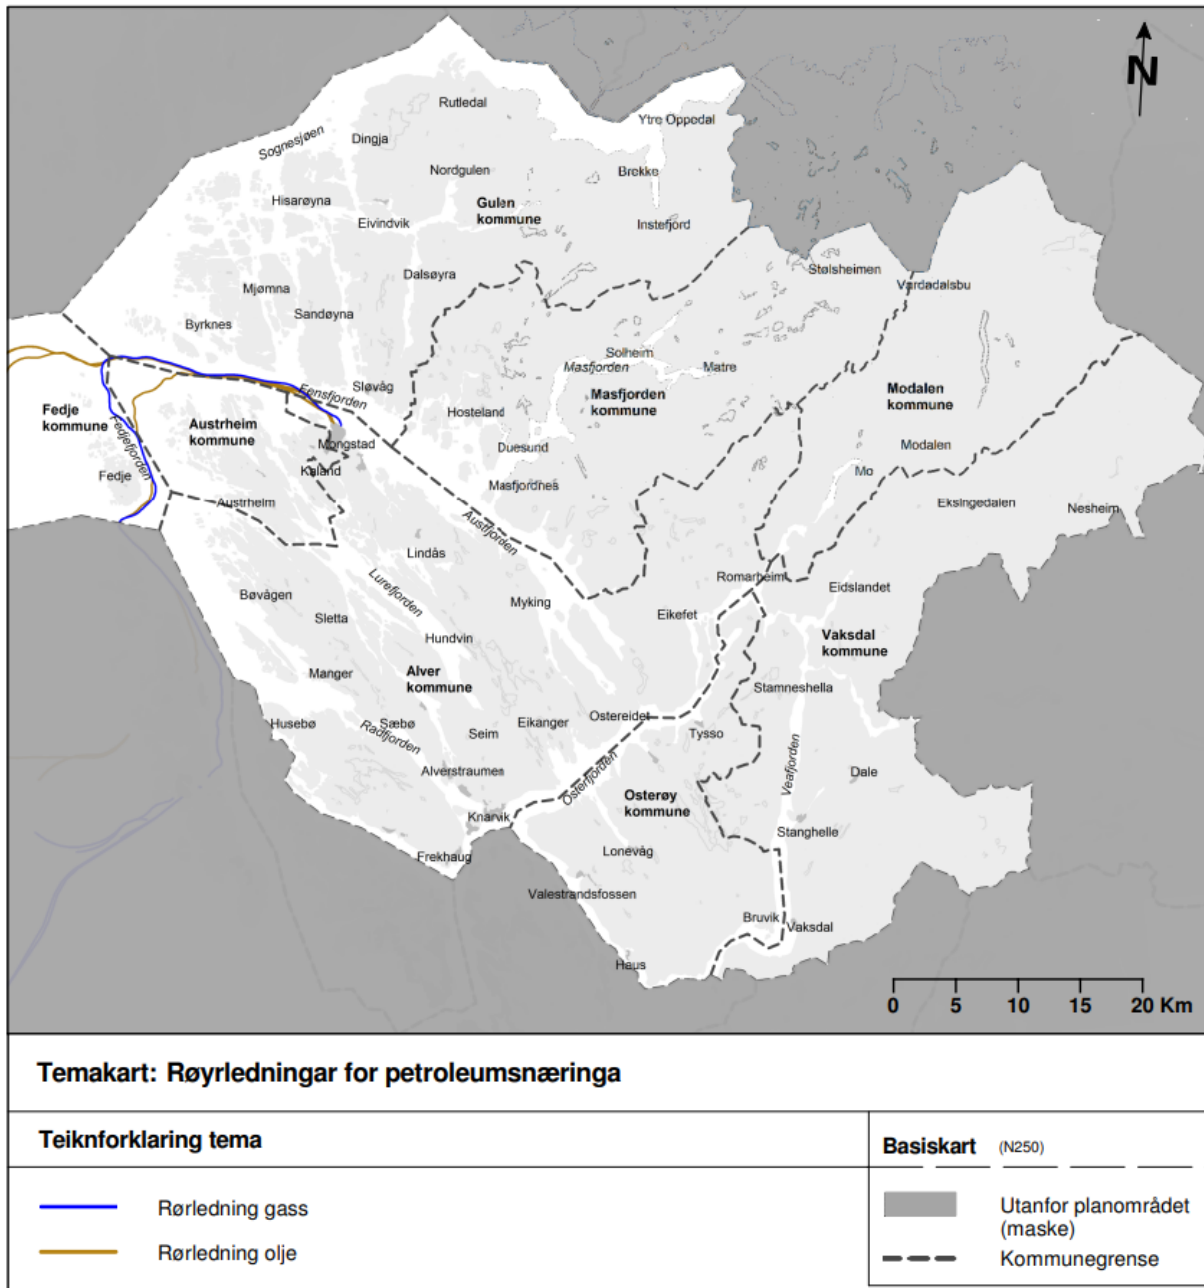 N
Rutledal
Ytre Oppedal
Sognesjøen
Dingja
Nordgulen
Brekke
Hisarøyna
Gulen
kommune
Eivindvik
Instefjord
Dalsøyra
Stølsheimen
Vardadalsbu
Mjømna
Sandøyna
Byrknes
Solheim
Masfjorden
Matre
Sløvåg
Fensfjorden
Masfjorden
kommune
Modalen
kommune
Fedje
kommune
Austrheim
kommune
Hosteland
Fedjefjorden
Mongstad
Duesund
Modalen
Kaland
Mo
Fedje
Masfjordnes
Austrheim
Eksingedalen
Nesheim
Austfjorden
Lindås
Lurefjorden
Romarheim
Eidslandet
Bøvågen
Myking
Eikefet
Sletta
Hundvin
Vaksdal
kommune
Manger
Alver
kommune
Stamneshella
Husebø
Sæbø
Radfjorden
Seim
Eikanger
Ostereidet
Tysso
Veafjorden
Alverstraumen
Osterfjorden
Dale
Osterøy
kommune
Knarvik
Stanghelle
Frekhaug
Lonevåg
Valestrandsfossen
Bruvik
Vaksdal
Haus
0 5 10 15 20 Km
Temakart: Røyrledningar for petroleumsnæringa
Teiknforklaring tema
Rørledning gass
Rørledning olje
Basiskart (N250)
Utanfor planområdet
(maske)
Kommunegrense